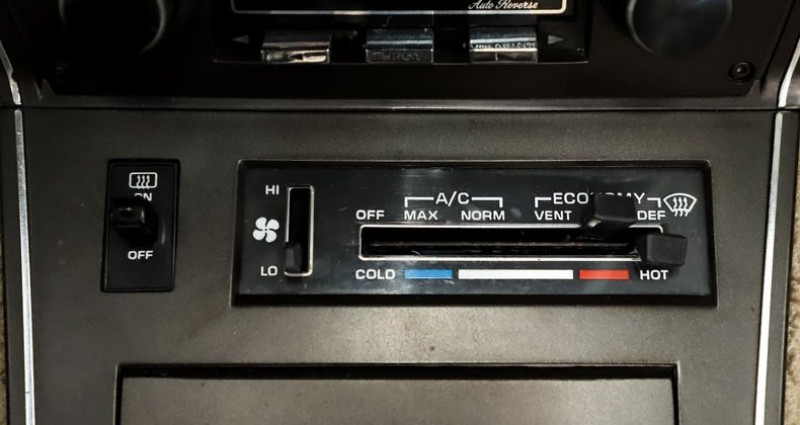 Auto Reverse
ON
OFF
HI
LO
A/C
ECONOMY
OFF MAX NORM VENT DEF
COLD HOT